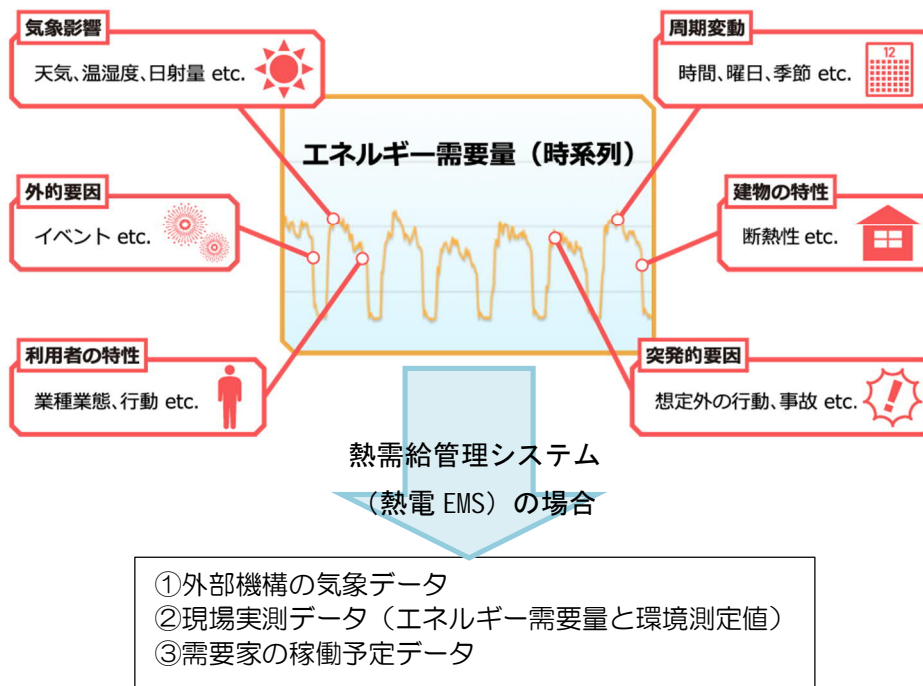 気象影響
天気、温湿度、日射量 etc.
周期変動
12
時間、曜日、季節 etc.
エネルギー需要量（時系列）
外的要因
イベント etc.
建物の特性
断熱性 etc.
利用者の特性
業種業態、行動 etc.
突発的要因
想定外の行動、事故 etc.
熱需給管理システム
（熱電 EMS）の場合
①外部機構の気象データ
②現場実測データ（エネルギー需要量と環境測定値）
③需要家の稼働予定データ